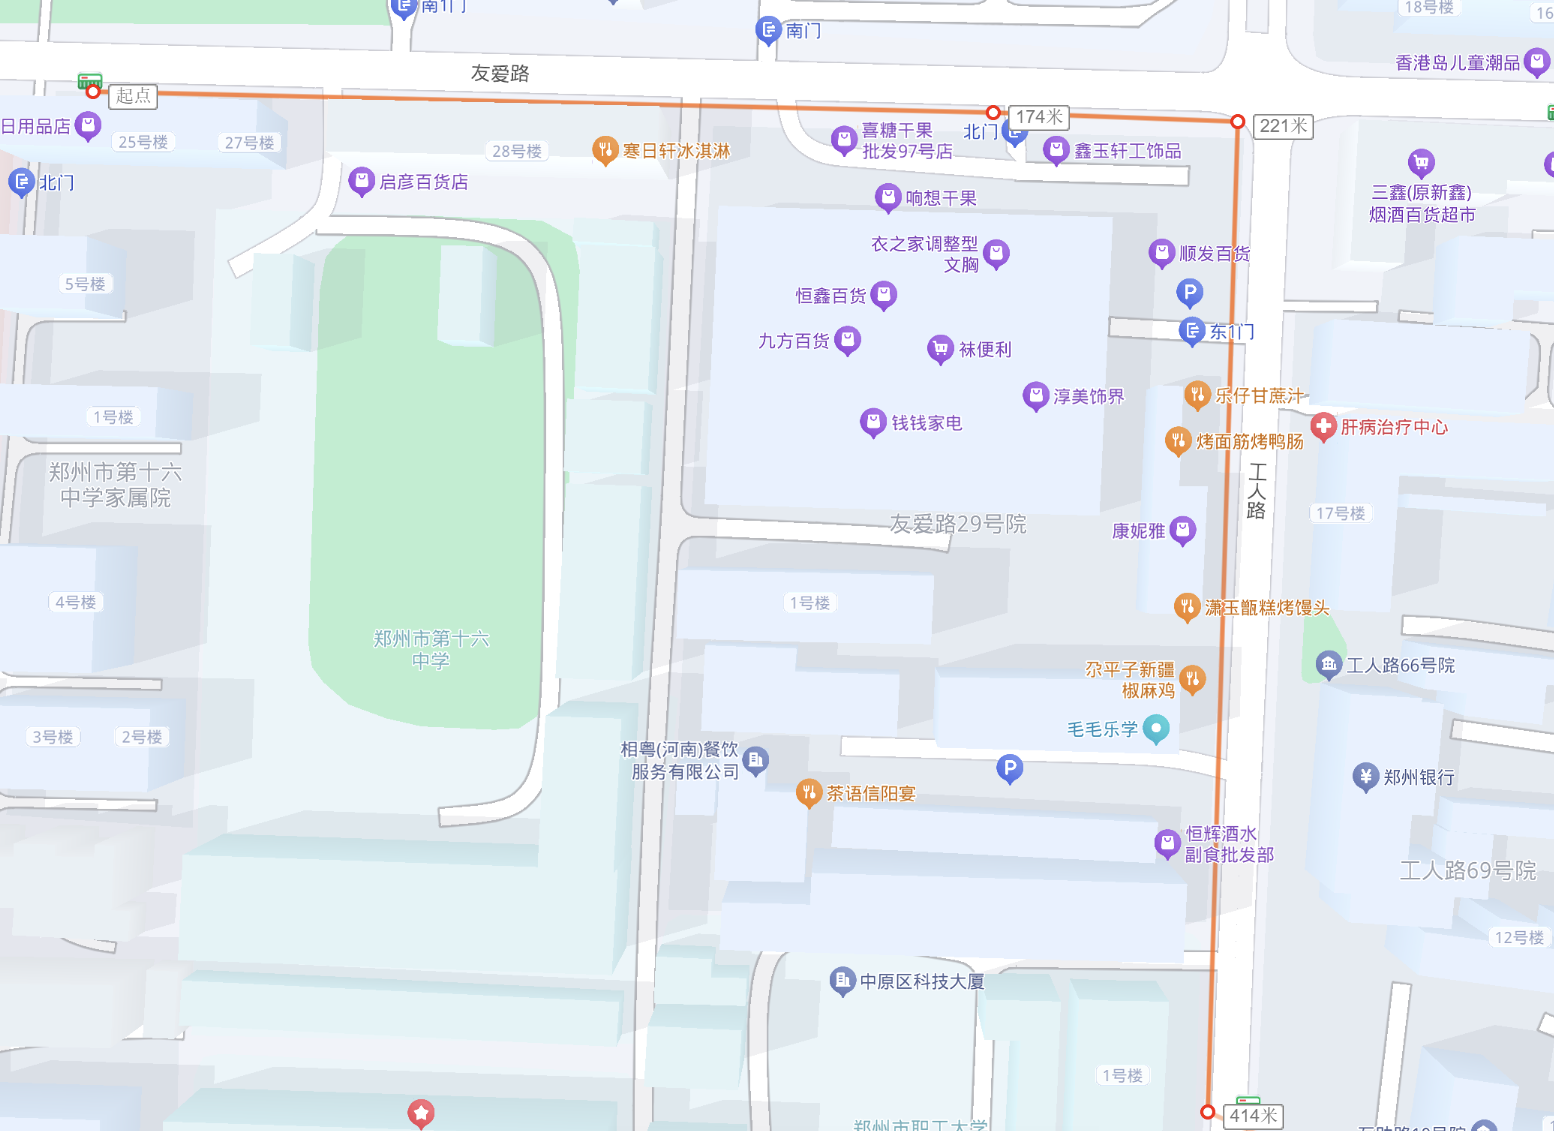 南1门
南门
18号楼
16
香港岛儿童潮品
友爱路
起点
174米
221米
日用品店
25号楼
27号楼
28号楼
寒日轩冰淇淋
喜糖干果
批发97号店
北门
鑫玉轩工饰品
北门
启彦百货店
响想干果
三鑫(原新鑫)
烟酒百货超市
衣之家调整型
文胸
顺发百货
5号楼
恒鑫百货
九方百货
袜便利
东1门
淳美饰界
乐仔甘蔗汁
1号楼
钱钱家电
烤面筋烤鸭肠
肝病治疗中心
郑州市第十六
中学家属院
工人路
17号楼
友爱路29号院
康妮雅
4号楼
1号楼
潇玉甑糕烤馒头
郑州市第十六
中学
尕平子新疆
椒麻鸡
工人路66号院
3号楼
2号楼
毛毛乐学
相粤(河南)餐饮
服务有限公司
茶语信阳宴
郑州银行
恒辉酒水
副食批发部
工人路69号院
12号楼
中原区科技大厦
1号楼
414米
郑州市职工大学